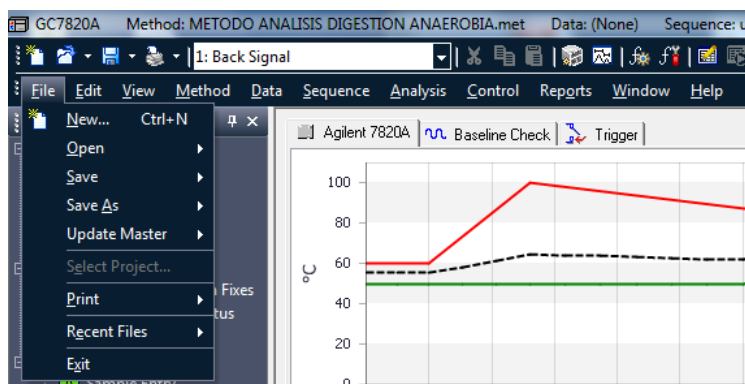 GC7820A Method: METODO ANALISIS DIGESTION ANAEROBIA.met Data: (None) Sequence:
1: Back Signal
File Edit View Method Data Sequence Analysis Control Reports Window Help
New... Ctrl+N
Open
Save
Save As
Update Master
Select Project...
Print
Recent Files
Exit
Fixes
Agilent 7820A Baseline Check Trigger
100
80
60
40
20
0
°C